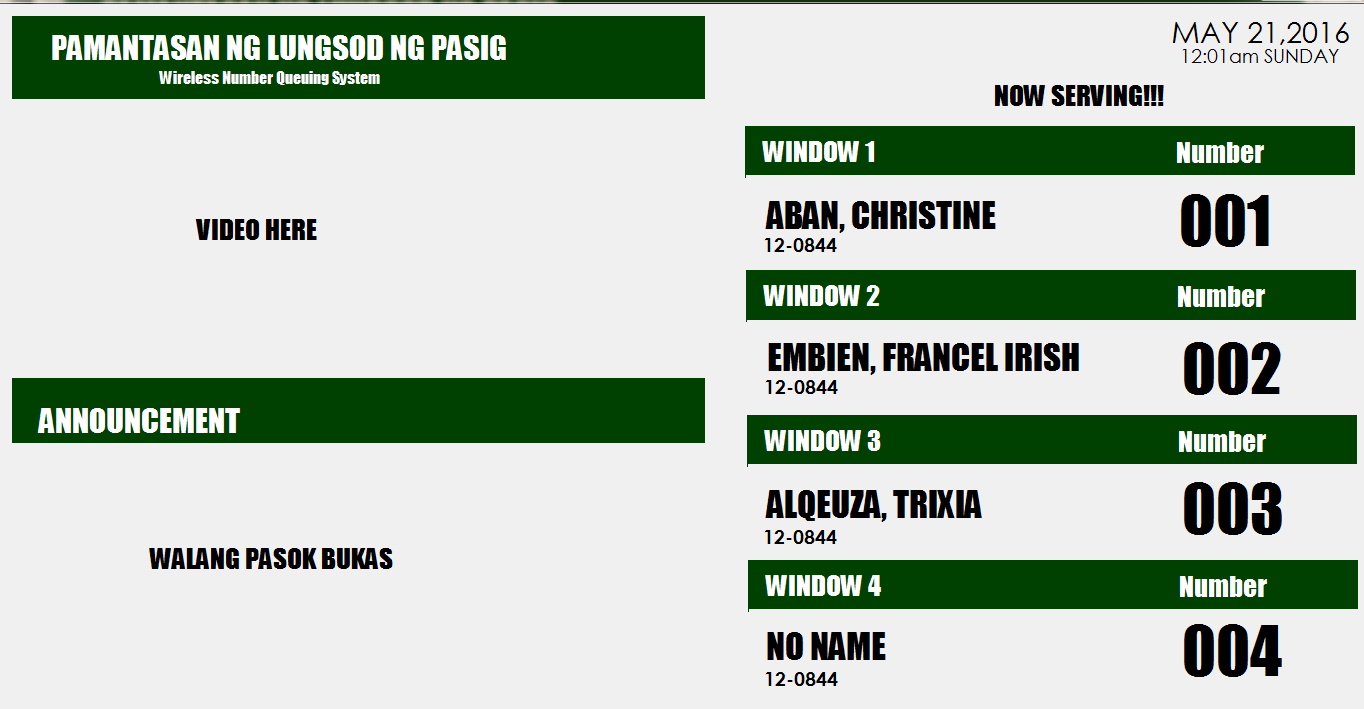 PAMANTASAN NG LUNGSOD NG PASIG
Wireless Number Queuing System
VIDEO HERE
ANNOUNCEMENT
WALANG PASOK BUKAS
MAY 21,2016
12:01am SUNDAY
NOW SERVING!!!
WINDOW 1 Number
ABAN, CHRISTINE 001
12-0844
WINDOW 2 Number
EMBIEN, FRANCEL IRISH 002
12-0844
WINDOW 3 Number
ALQEUZA, TRIXIA 003
12-0844
WINDOW 4 Number
NO NAME 004
12-0844